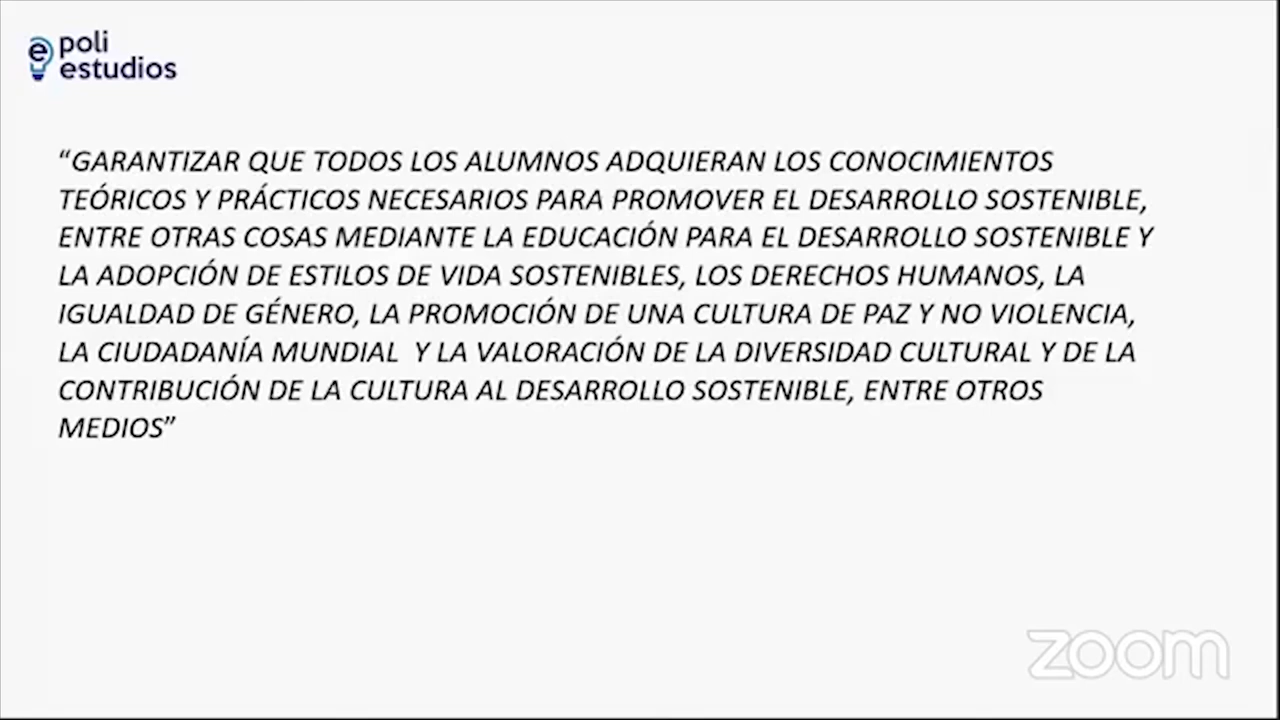 poli
estudios
“GARANTIZAR QUE TODOS LOS ALUMNOS ADQUIERAN LOS CONOCIMIENTOS
TEÓRICOS Y PRÁCTICOS NECESARIOS PARA PROMOVER EL DESARROLLO SOSTENIBLE,
ENTRE OTRAS COSAS MEDIANTE LA EDUCACIÓN PARA EL DESARROLLO SOSTENIBLE Y
LA ADOPCIÓN DE ESTILOS DE VIDA SOSTENIBLES, LOS DERECHOS HUMANOS, LA
IGUALDAD DE GÉNERO, LA PROMOCIÓN DE UNA CULTURA DE PAZ Y NO VIOLENCIA,
LA CIUDADANÍA MUNDIAL  Y LA VALORACIÓN DE LA DIVERSIDAD CULTURAL Y DE LA
CONTRIBUCIÓN DE LA CULTURA AL DESARROLLO SOSTENIBLE, ENTRE OTROS
MEDIOS”
zoom